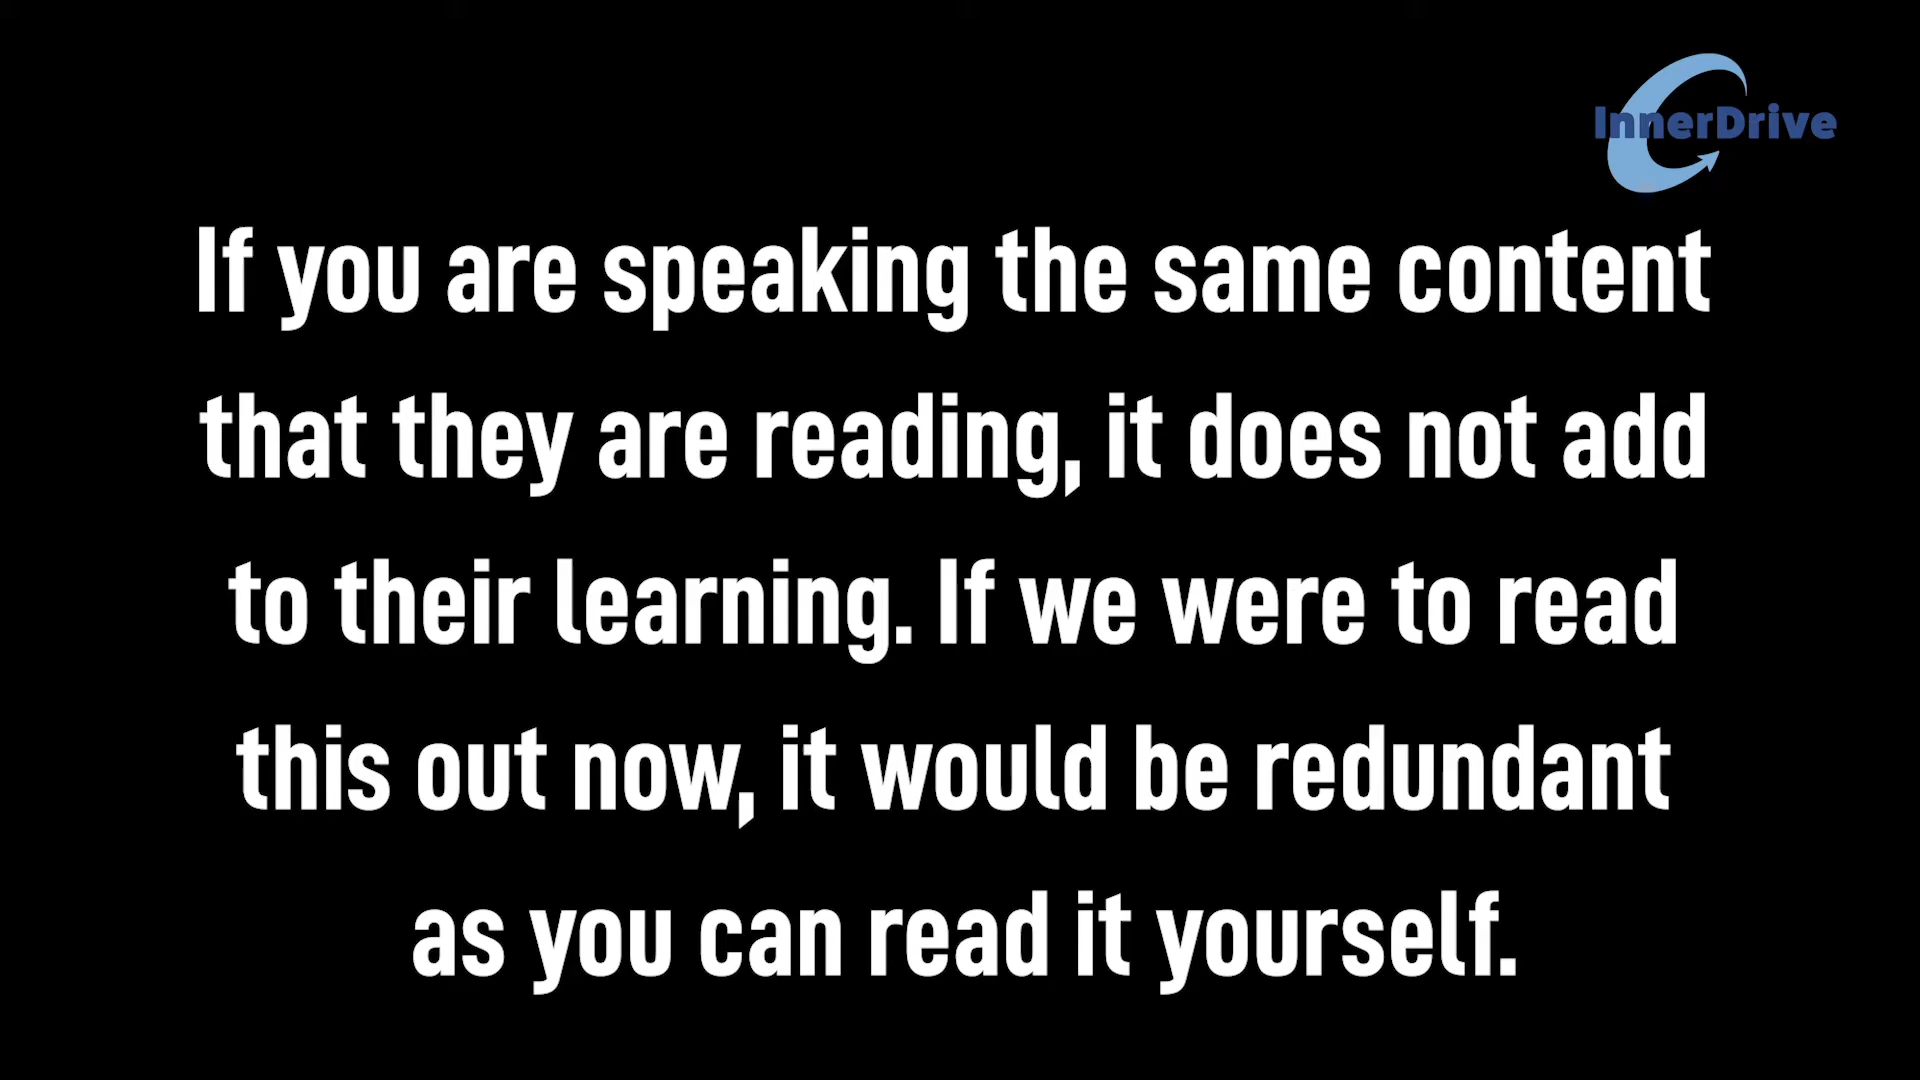 InnerDrive
If you are speaking the same content
that they are reading, it does not add
to their learning. If we were to read
this out now, it would be redundant
as you can read it yourself.